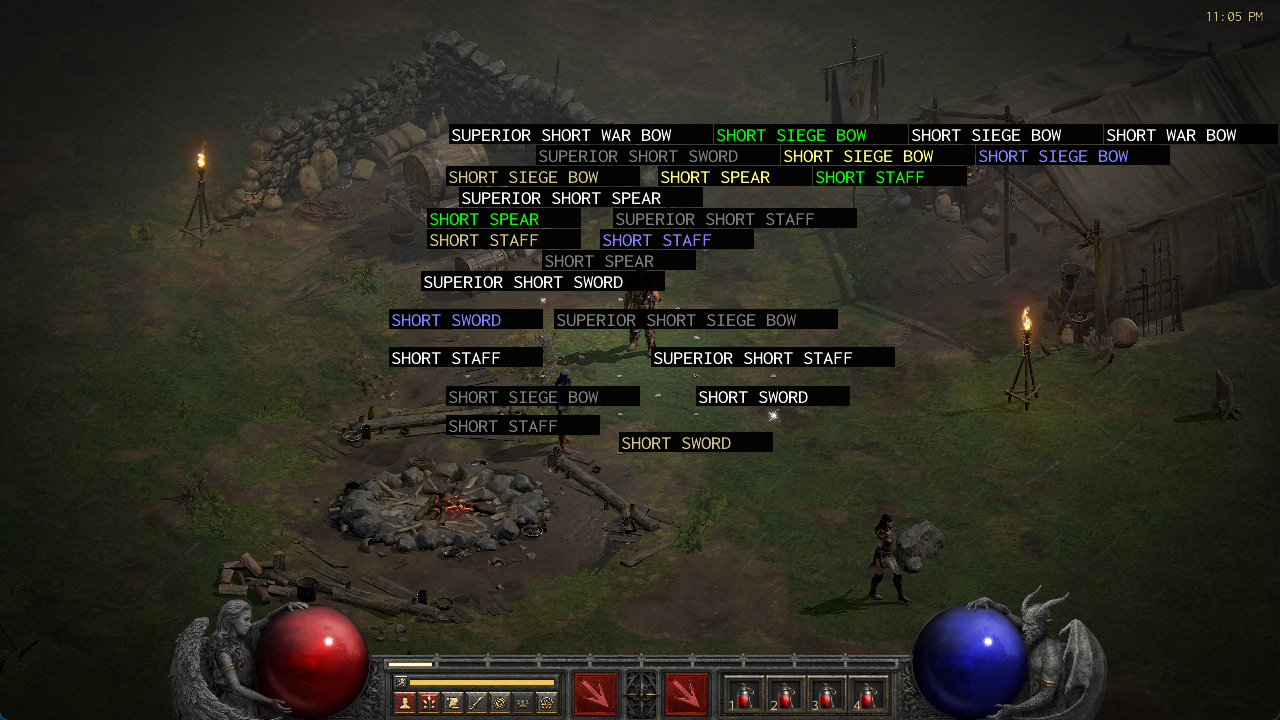 11:05 PM
SUPERIOR SHORT WAR BOW SHORT SIEGE BOW SHORT SIEGE BOW SHORT WAR BOW
SUPERIOR SHORT SWORD SHORT SIEGE BOW SHORT SIEGE BOW
SHORT SIEGE BOW SHORT SPEAR SHORT STAFF
SUPERIOR SHORT SPEAR
SHORT SPEAR SUPERIOR SHORT STAFF
SHORT STAFF SHORT STAFF
SHORT SPEAR
SUPERIOR SHORT SWORD
SHORT SWORD SUPERIOR SHORT SIEGE BOW
SHORT STAFF SUPERIOR SHORT STAFF
SHORT SIEGE BOW SHORT SWORD
SHORT STAFF
SHORT SWORD
1 2 3 4